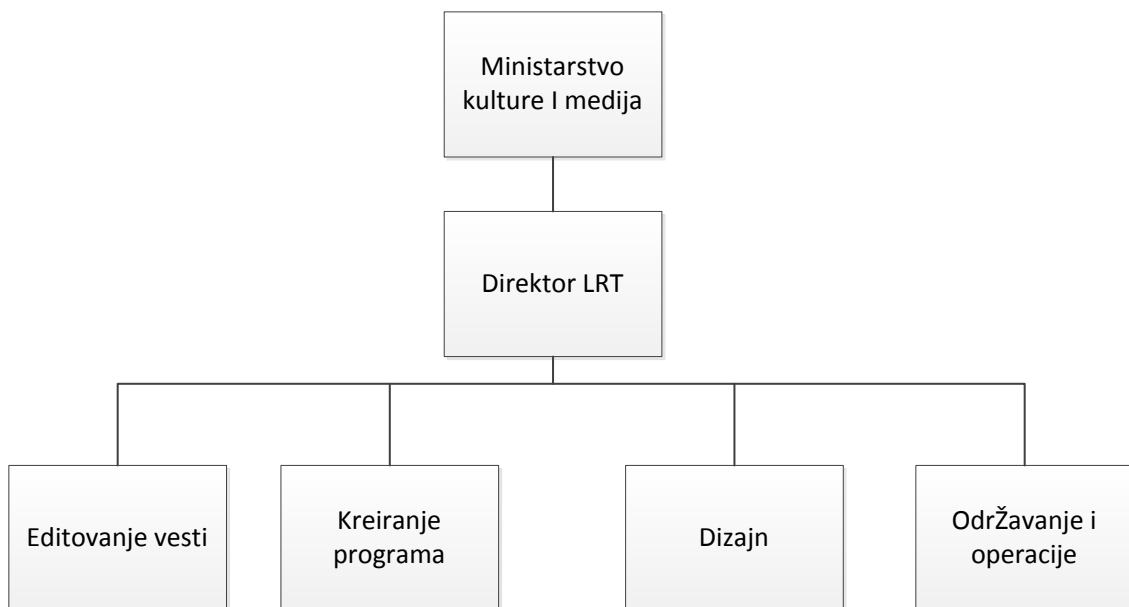 Ministarstvo
kulture I medija
Direktor LRT
Editovanje vesti
Kreiranje
programa
Dizajn
OdrŽavanje i
operacije